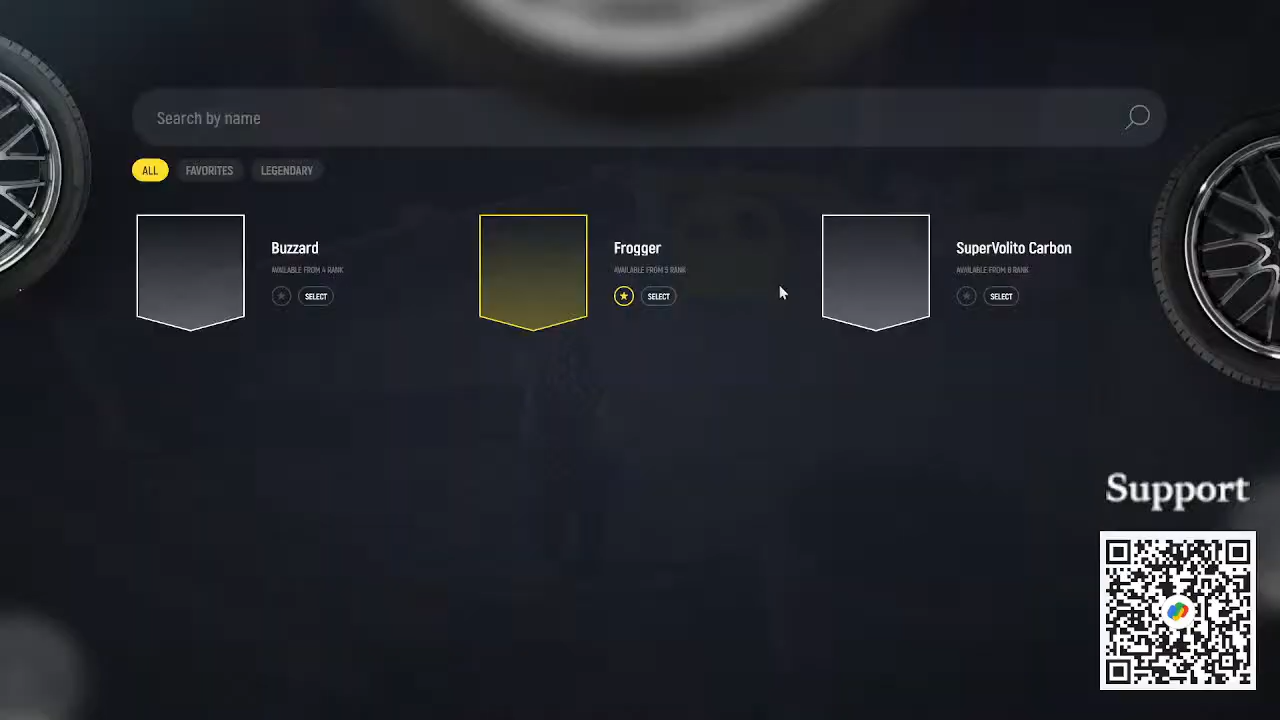 Search by name
ALL
FAVORITES
LEGENDARY
Buzzard
AVAILABLE FROM 4 RANK
SELECT
Frogger
AVAILABLE FROM 5 RANK
SELECT
SuperVolito Carbon
AVAILABLE FROM 8 RANK
SELECT
Support